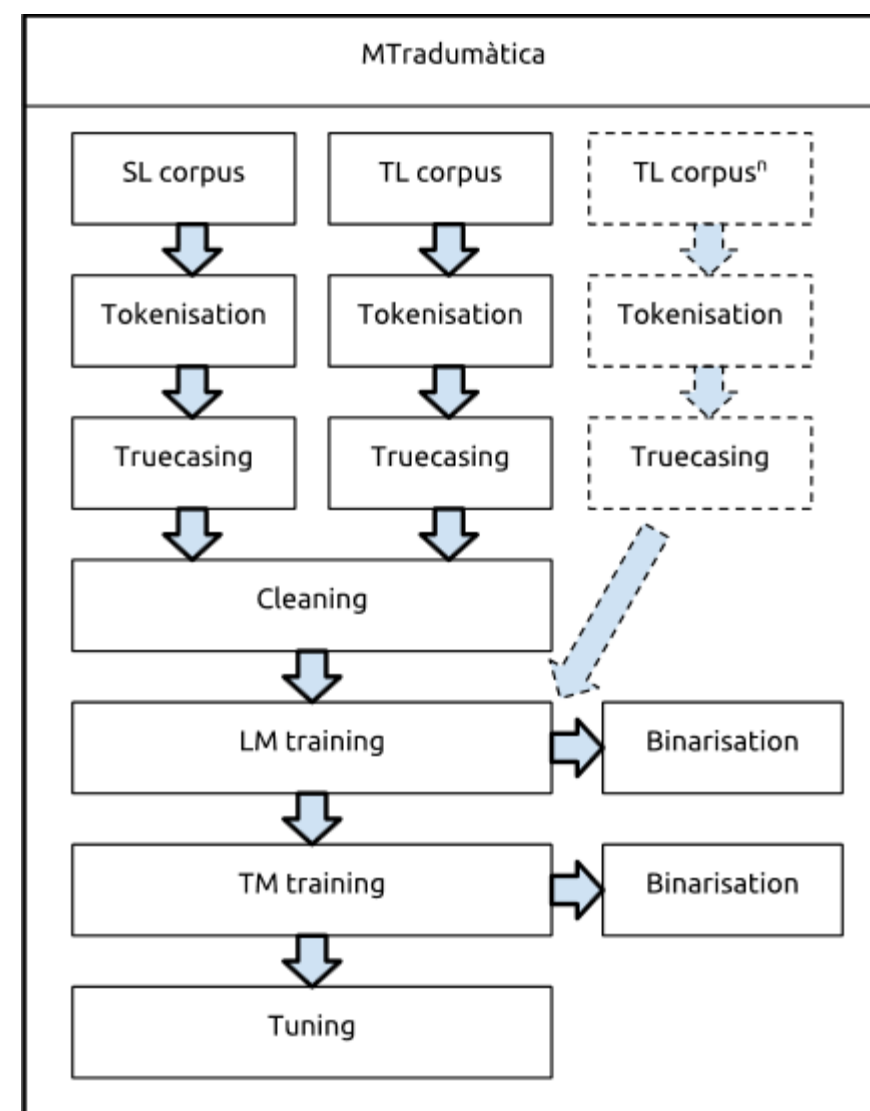 MTradumàtica
SL corpus
TL corpus
TL corpusⁿ
Tokenisation
Tokenisation
Tokenisation
Truecasing
Truecasing
Truecasing
Cleaning
LM training
Binarisation
TM training
Binarisation
Tuning